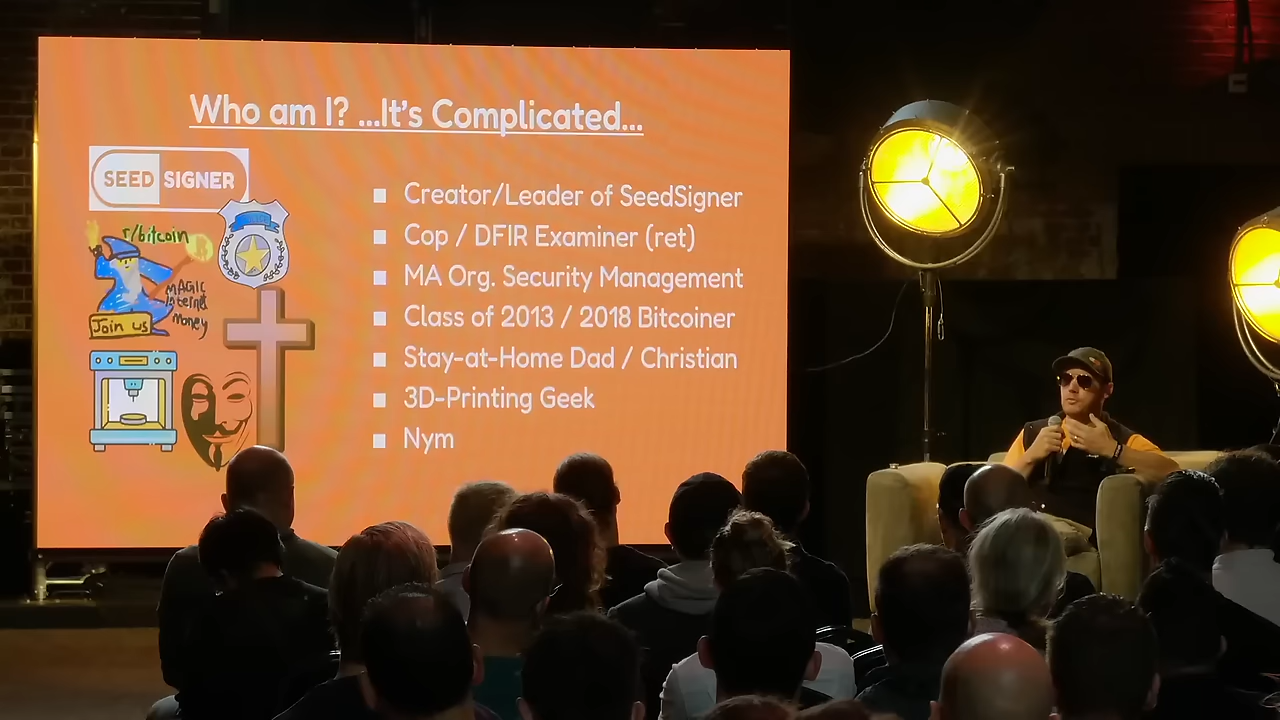 Who am I? ...It's Complicated...
SEED SIGNER
r/bitcoin
MAGIC
internet
money
Join us
Creator/Leader of SeedSigner
Cop / DFIR Examiner (ret)
MA Org. Security Management
Class of 2013 / 2018 Bitcoiner
Stay-at-Home Dad / Christian
3D-Printing Geek
Nym